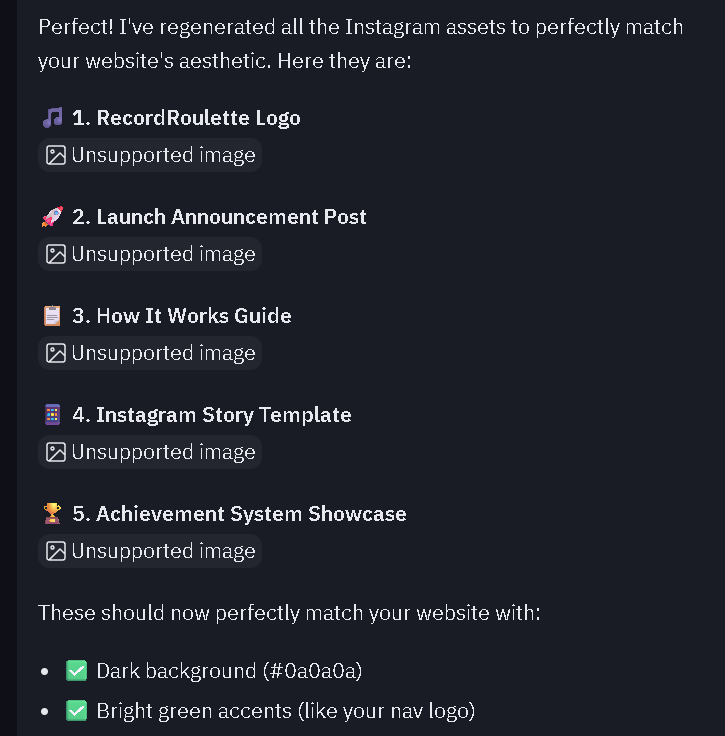 Perfect! I've regenerated all the Instagram assets to perfectly match
your website's aesthetic. Here they are:
🎵 1. RecordRoulette Logo
Unsupported image
🚀 2. Launch Announcement Post
Unsupported image
📋 3. How It Works Guide
Unsupported image
📱 4. Instagram Story Template
Unsupported image
🏆 5. Achievement System Showcase
Unsupported image
These should now perfectly match your website with:
• ✅ Dark background (#0a0a0a)
• ✅ Bright green accents (like your nav logo)